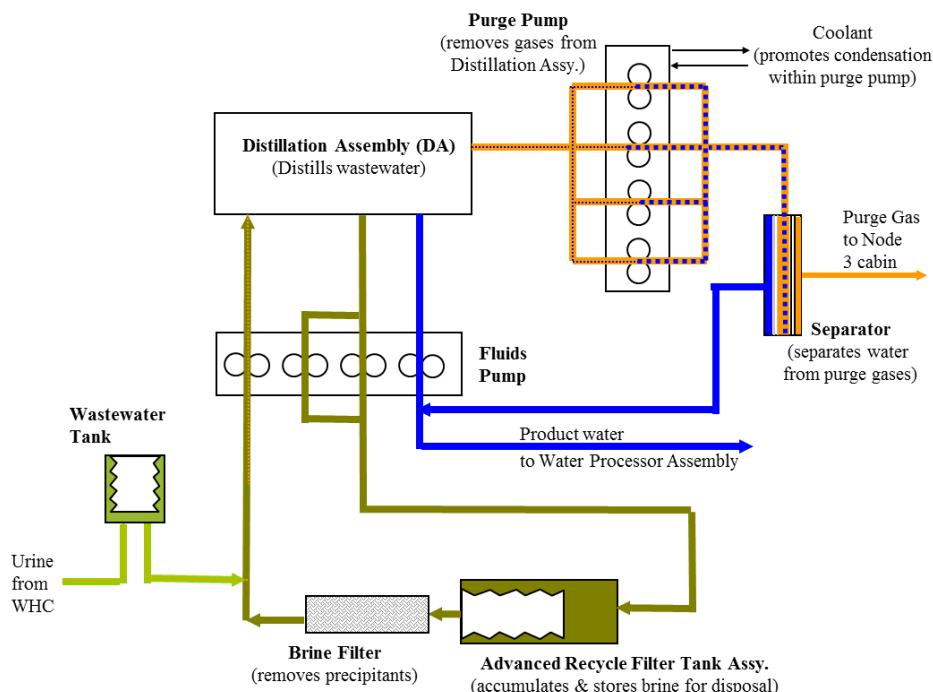 Purge Pump
(removes gases from
Distillation Assy.)
Coolant
(promotes condensation
within purge pump)
Distillation Assembly (DA)
(Distills wastewater)
Purge Gas
to Node
3 cabin
Separator
(separates water
from purge gases)
Fluids
Pump
Wastewater
Tank
Product water
to Water Processor Assembly
Urine
from
WHC
Brine Filter
(removes precipitants)
Advanced Recycle Filter Tank Assy.
(accumulates & stores brine for disposal)